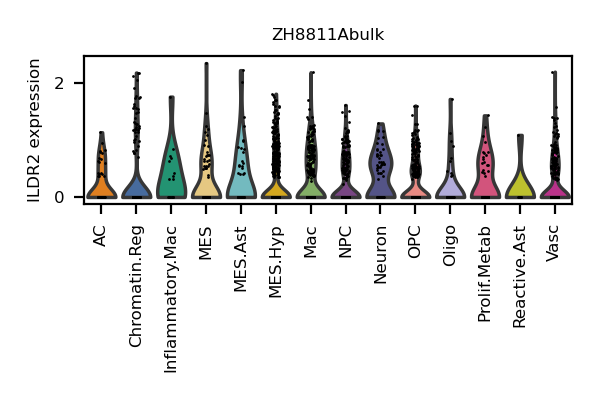 ZH8811Abulk
ILDR2 expression
2
0
AC
Chromatin.Reg
Inflammatory.Mac
MES
MES.Ast
MES.Hyp
Mac
NPC
Neuron
OPC
Oligo
Prolif.Metab
Reactive.Ast
Vasc